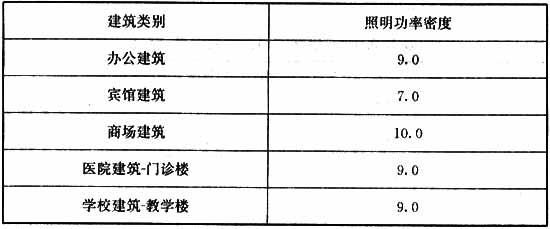 建筑类别 照明功率密度
办公建筑 9.0
宾馆建筑 7.0
商场建筑 10.0
医院建筑-门诊楼 9.0
学校建筑-教学楼 9.0